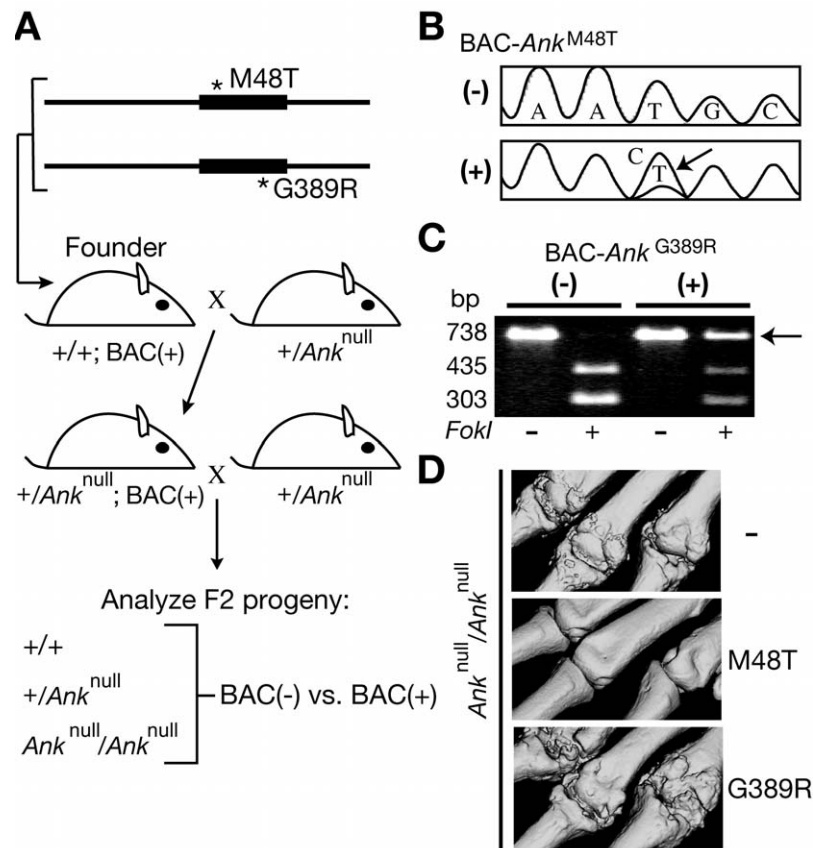 A
* M48T
* G389R
Founder
X
+/+; BAC(+)
+/Ank^null
X
+/Ank^null; BAC(+)
+/Ank^null
Analyze F2 progeny:
+/+
+/Ank^null
Ank^null/Ank^null
BAC(-) vs. BAC(+)
B
BAC-Ank^M48T
(-)
A A T G C
(+)
C
T
C
BAC-Ank^G389R
(-) (+)
bp
738
435
303
FokI - + - +
D
Ank^null/Ank^null
-
M48T
G389R